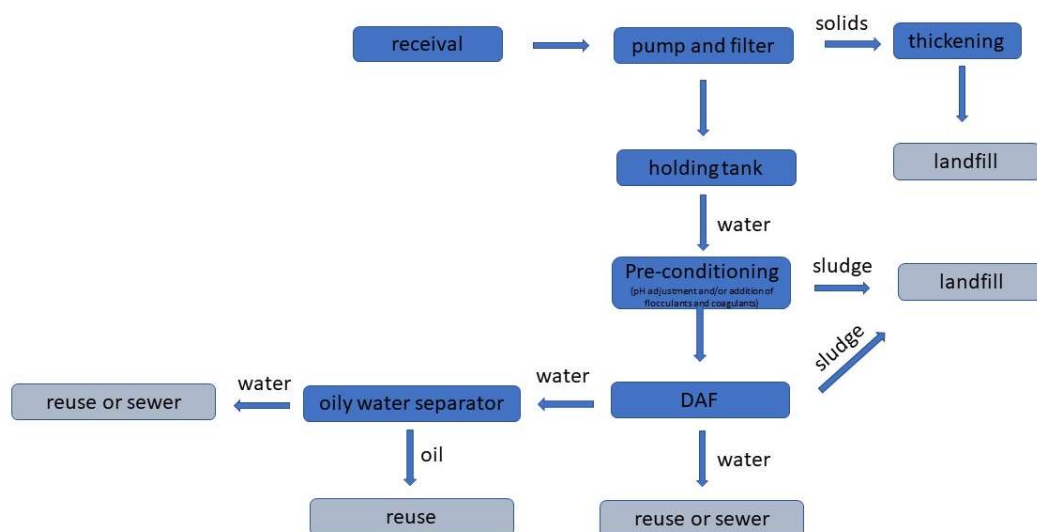 solids
receival
pump and filter
thickening
holding tank
landfill
water
Pre-conditioning
(pH adjustment and/or addition of
flocculants and coagulants)
sludge
landfill
sludge
water
water
reuse or sewer
oily water separator
DAF
oil
water
reuse
reuse or sewer